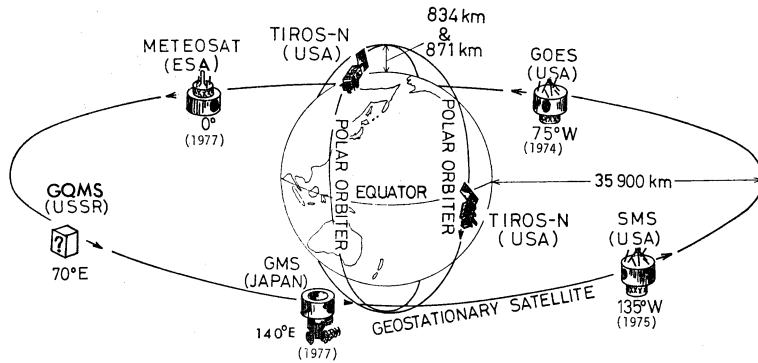 834 km
&
871 km
TIROS-N
(USA)
METEOSAT
(ESA)
0°
(1977)
GOES
(USA)
75°W
(1974)
POLAR ORBITER
POLAR ORBITER
EQUATOR
35 900 km
GOMS
(USSR)
?
70°E
TIROS-N
(USA)
SMS
(USA)
135°W
(1975)
GMS
(JAPAN)
140°E
(1977)
GEOSTATIONARY SATELLITE